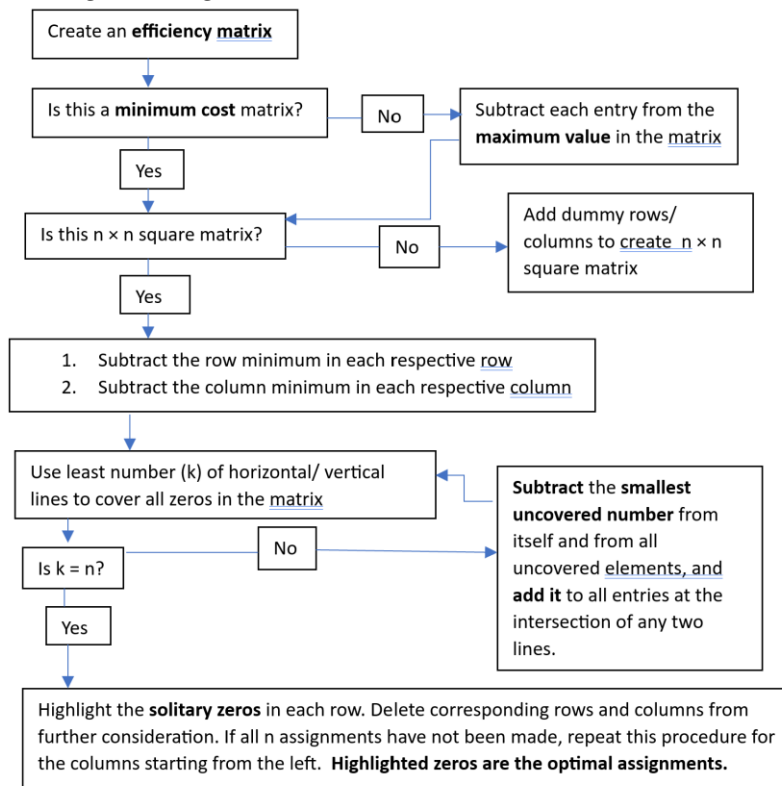 Create an efficiency matrix
Is this a minimum cost matrix?
No
Subtract each entry from the
maximum value in the matrix
Yes
Is this n × n square matrix?
No
Add dummy rows/
columns to create n × n
square matrix
Yes
1. Subtract the row minimum in each respective row
2. Subtract the column minimum in each respective column
Use least number (k) of horizontal/ vertical
lines to cover all zeros in the matrix
Is k = n?
No
Subtract the smallest
uncovered number from
itself and from all
uncovered elements, and
add it to all entries at the
intersection of any two
lines.
Yes
Highlight the solitary zeros in each row. Delete corresponding rows and columns from
further consideration. If all n assignments have not been made, repeat this procedure for
the columns starting from the left. Highlighted zeros are the optimal assignments.